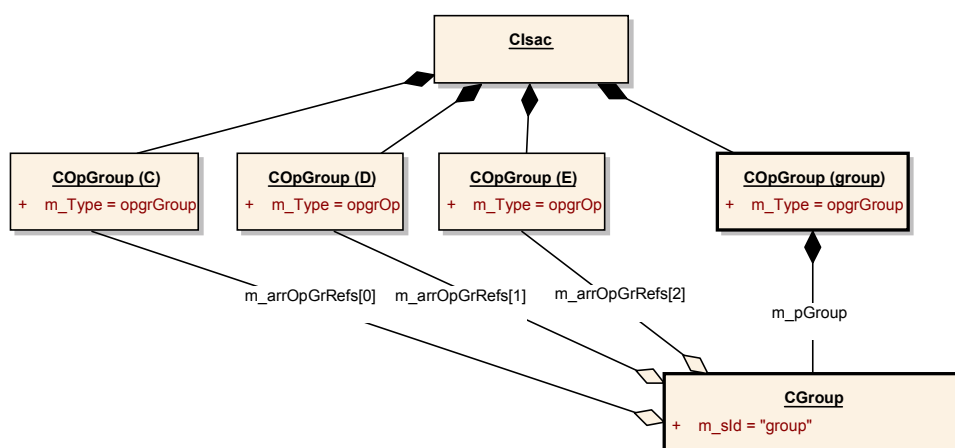 CIsac
COpGroup (C)
+ m_Type = opgrGroup
COpGroup (D)
+ m_Type = opgrOp
COpGroup (E)
+ m_Type = opgrOp
COpGroup (group)
+ m_Type = opgrGroup
m_arrOpGrRefs[0]
m_arrOpGrRefs[1]
m_arrOpGrRefs[2]
m_pGroup
CGroup
+ m_sId = "group"